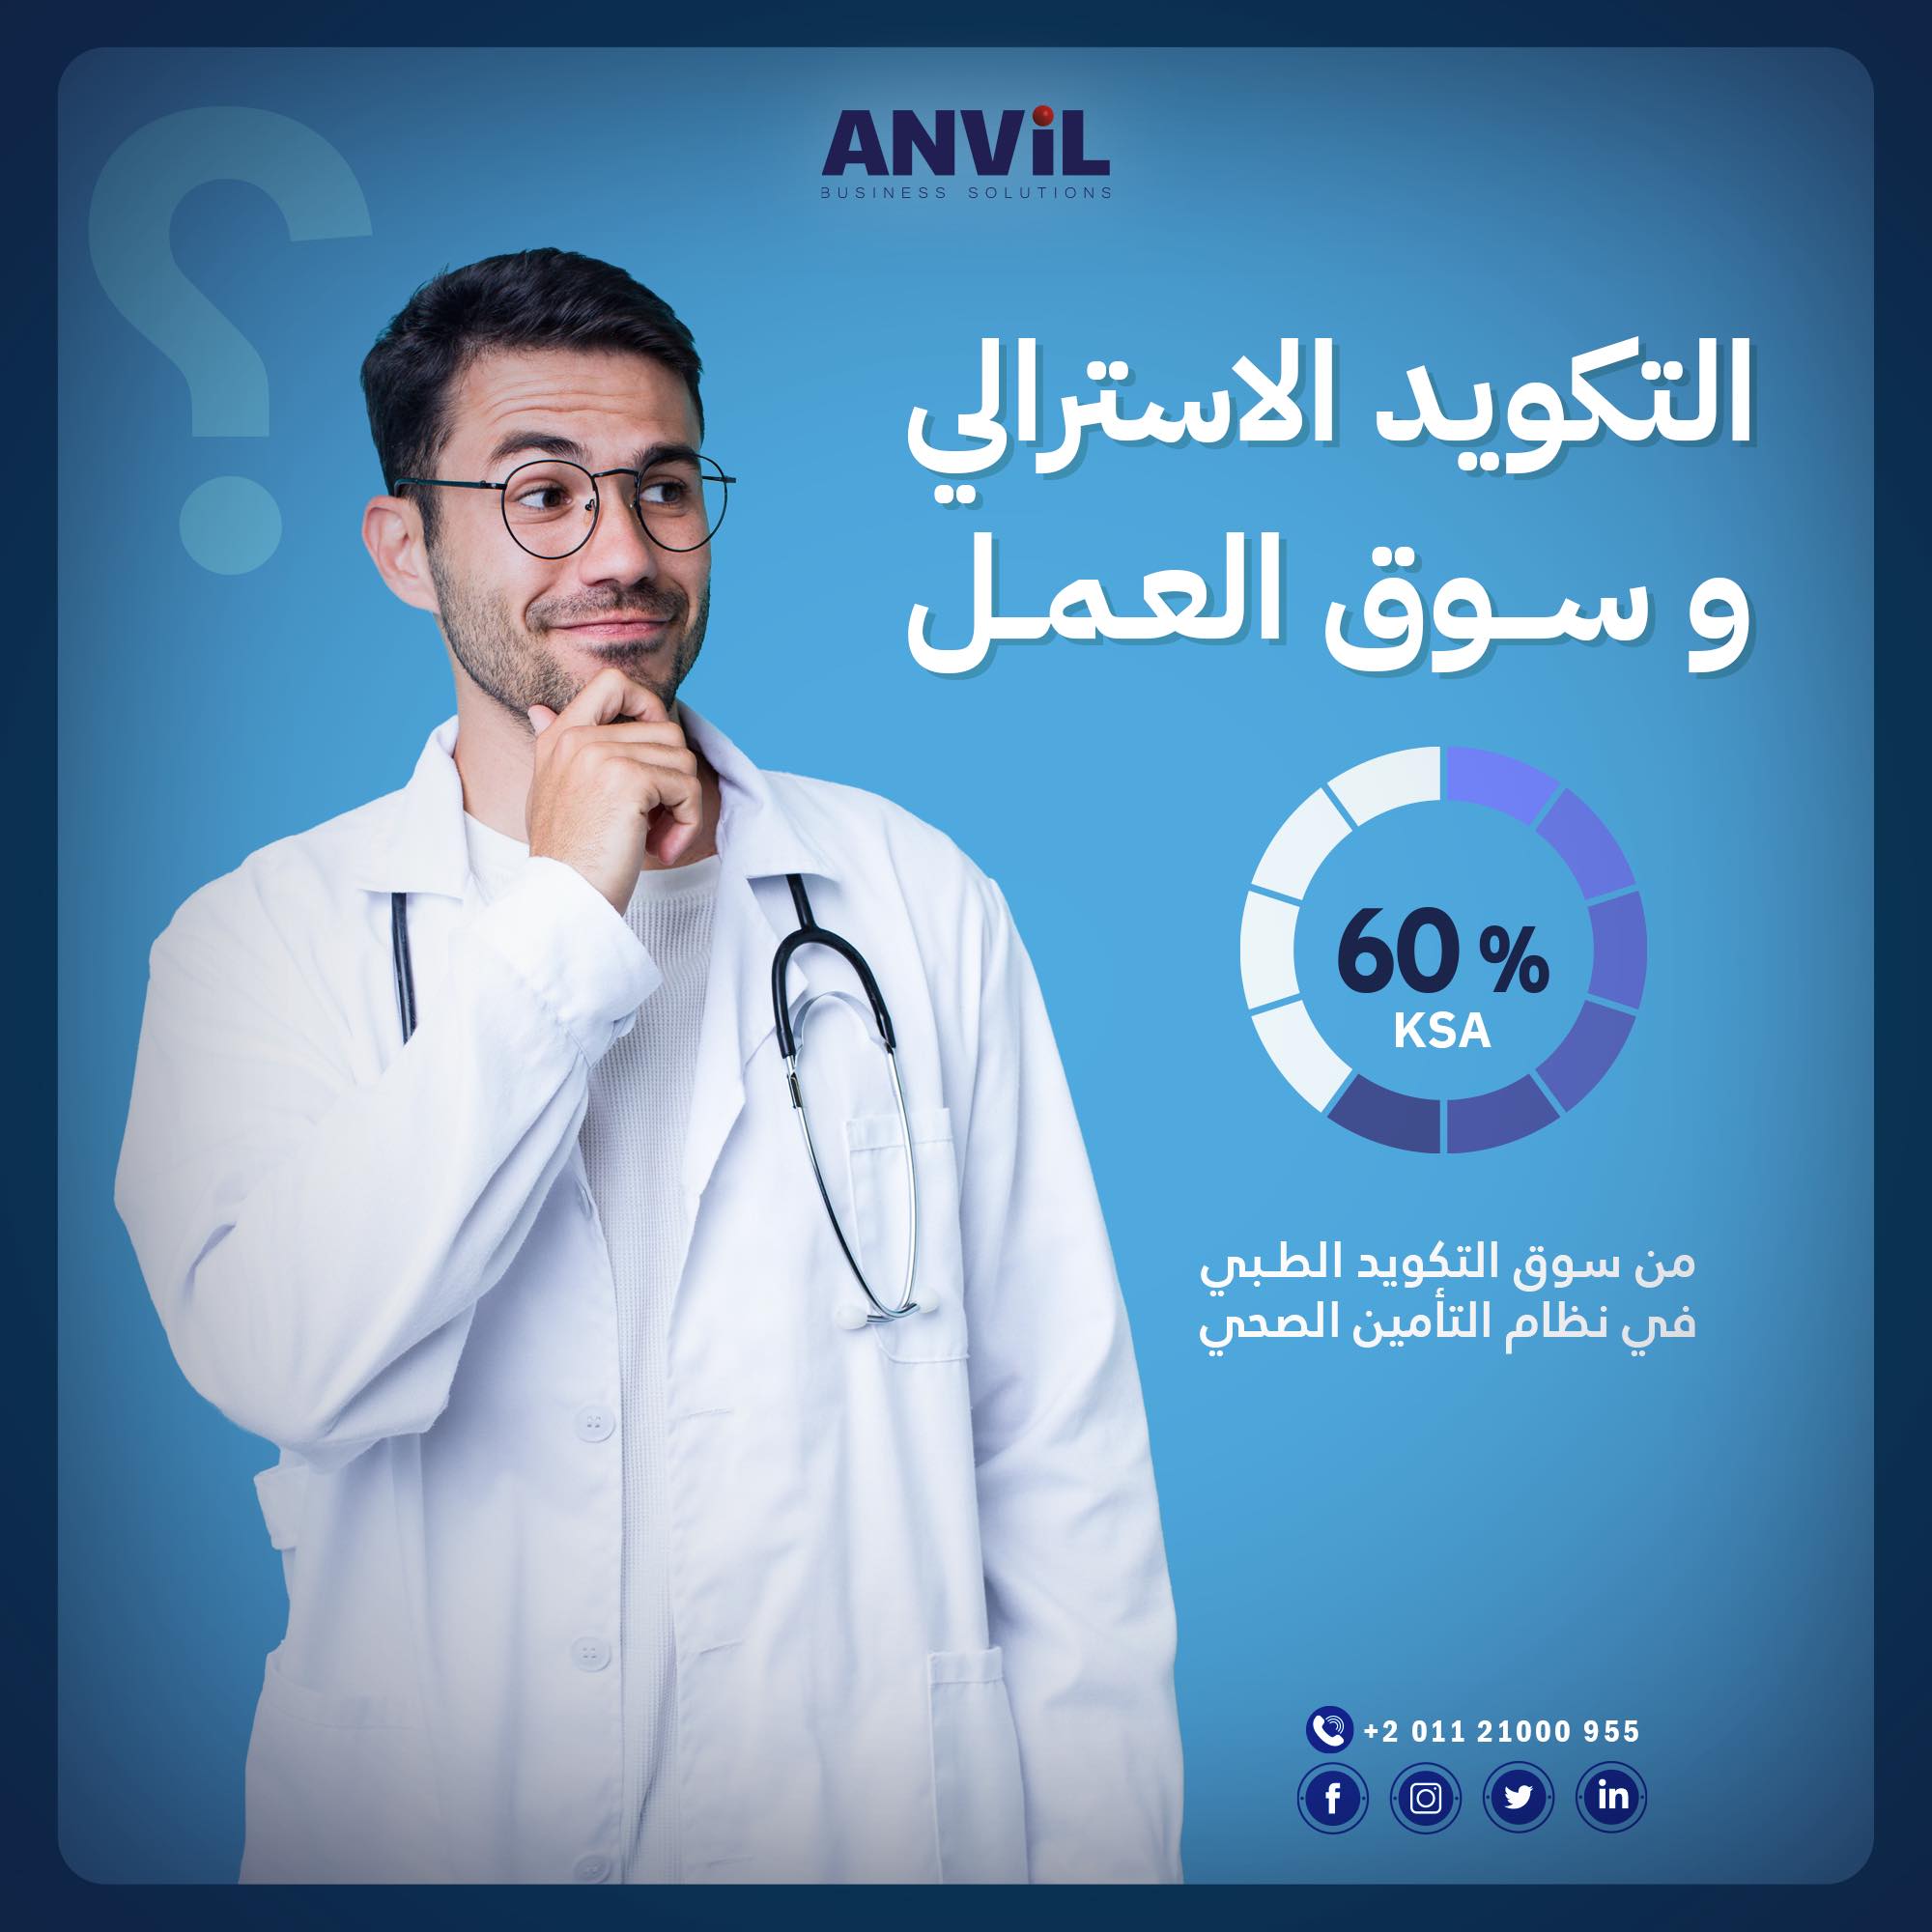 ANViL
BUSINESS SOLUTIONS
التكويد الاسترالي
و سوق العمل
60 %
KSA
من سوق التكويد الطبي
في نظام التأمين الصحي
+2 011 21000 955